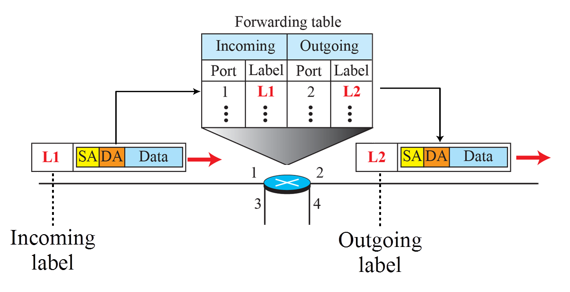 Forwarding table
Incoming Outgoing
Port Label Port Label
1 L1 2 L2
L1 SA DA Data
L2 SA DA Data
1 2
3 4
Incoming
label
Outgoing
label